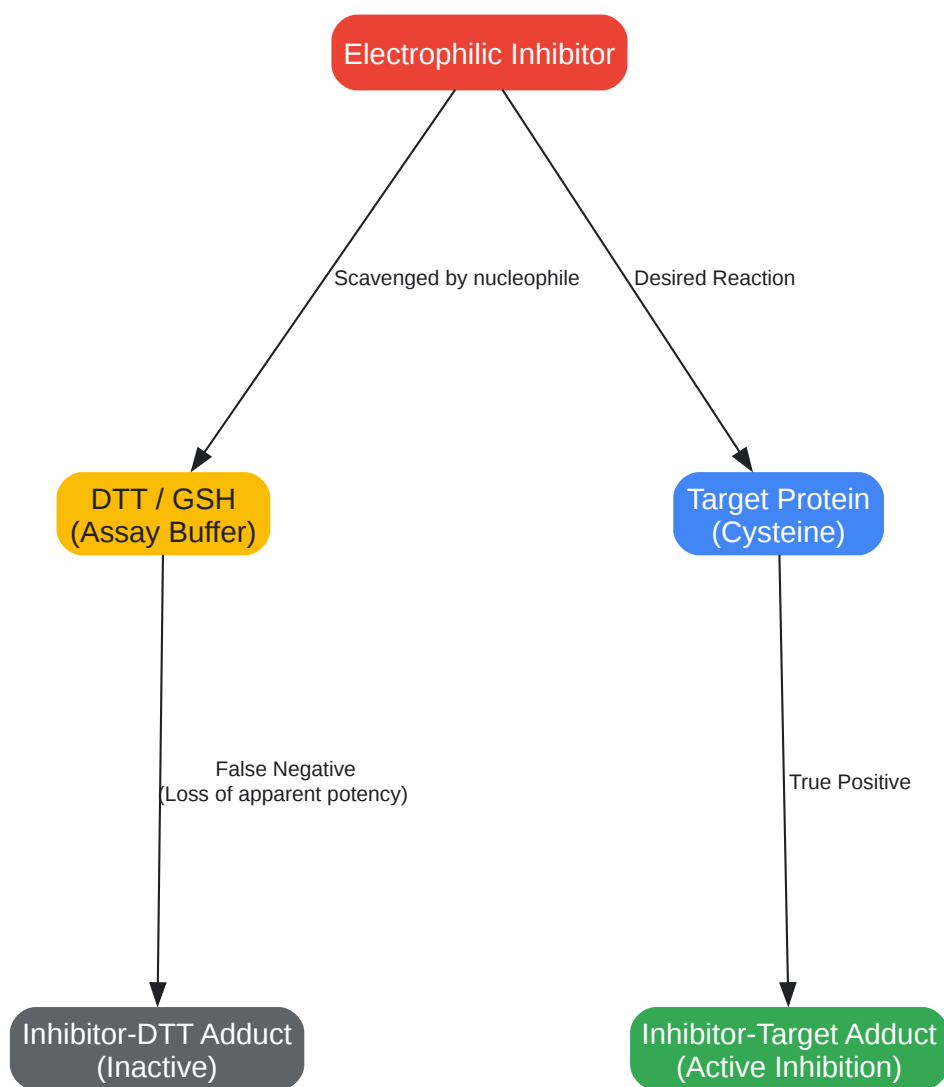 Electrophilic Inhibitor
Scavenged by nucleophile
Desired Reaction
DTT / GSH
(Assay Buffer)
Target Protein
(Cysteine)
False Negative
(Loss of apparent potency)
True Positive
Inhibitor-DTT Adduct
(Inactive)
Inhibitor-Target Adduct
(Active Inhibition)